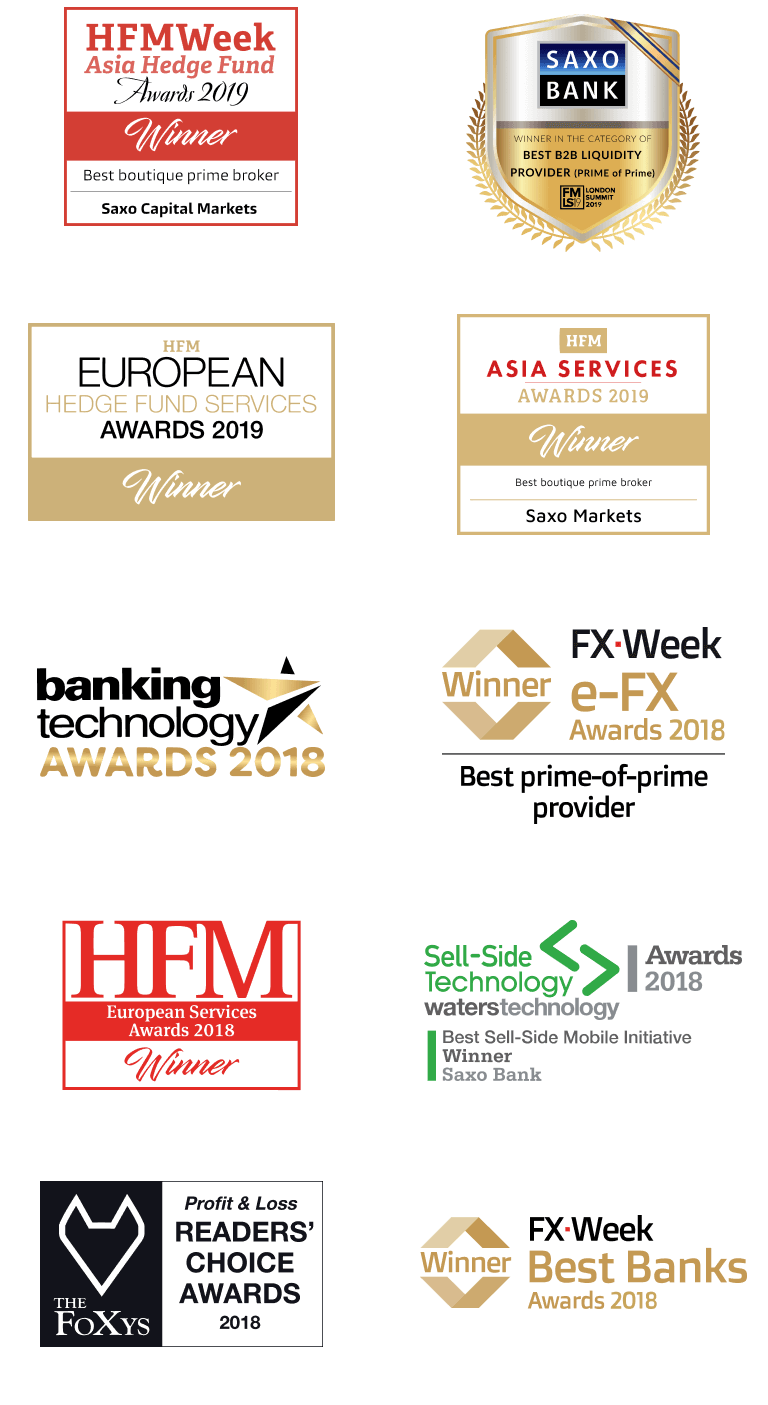 HFMWeek
Asia Hedge Fund
Awards 2019
Winner
Best boutique prime broker
Saxo Capital Markets
SAXO
BANK
WINNER IN THE CATEGORY OF
BEST B2B LIQUIDITY
PROVIDER (PRIME of Prime)
FM
LS19
LONDON
SUMMIT
2019
HFM
EUROPEAN
HEDGE FUND SERVICES
AWARDS 2019
Winner
HFM
ASIA SERVICES
AWARDS 2019
Winner
Best boutique prime broker
Saxo Markets
banking
technology
AWARDS 2018
Winner
FX·Week
e-FX
Awards 2018
Best prime-of-prime
provider
HFM
European Services
Awards 2018
Winner
Sell-Side
Technology
waterstechnology
Awards
2018
Best Sell-Side Mobile Initiative
Winner
Saxo Bank
THE
FOXYS
Profit & Loss
READERS'
CHOICE
AWARDS
2018
Winner
FX·Week
Best Banks
Awards 2018